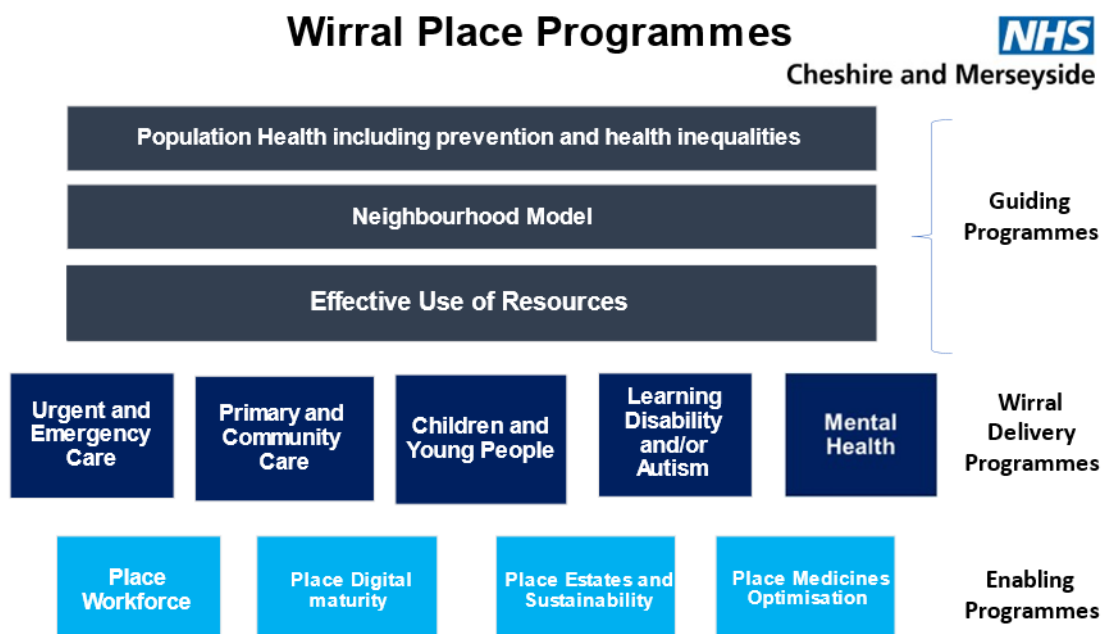 Wirral Place Programmes
NHS
Cheshire and Merseyside
Population Health including prevention and health inequalities
Neighbourhood Model
Effective Use of Resources
Guiding
Programmes
Urgent and
Emergency
Care
Primary and
Community
Care
Children and
Young People
Learning
Disability
and/or
Autism
Mental
Health
Wirral
Delivery
Programmes
Place
Workforce
Place Digital
maturity
Place Estates and
Sustainability
Place Medicines
Optimisation
Enabling
Programmes